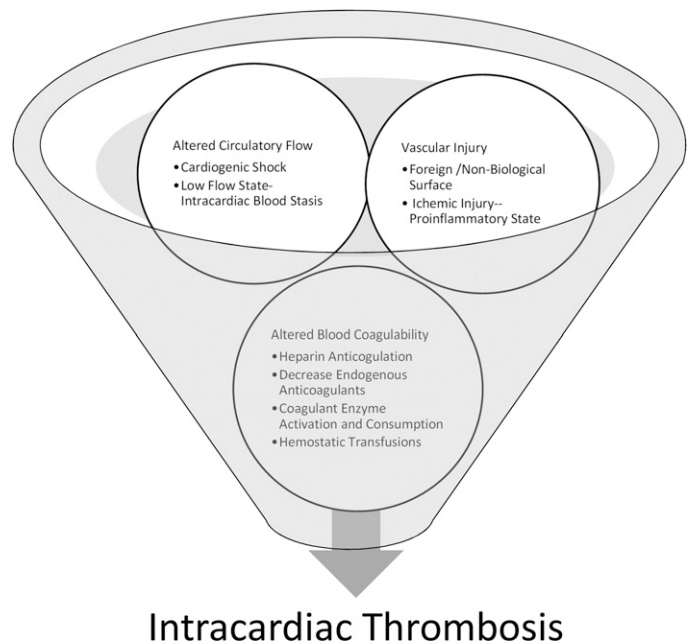 Altered Circulatory Flow
•Cardiogenic Shock
•Low Flow State-
Intracardiac Blood Stasis
Vascular Injury
•Foreign /Non-Biological
Surface
• Ichemic Injury--
Proinflammatory State
Altered Blood Coagulability
•Heparin Anticogulation
•Decrease Endogenous
Anticoagulants
•Coagulant Enzyme
Activation and Consumption
•Hemostatic Transfusions
Intracardiac Thrombosis